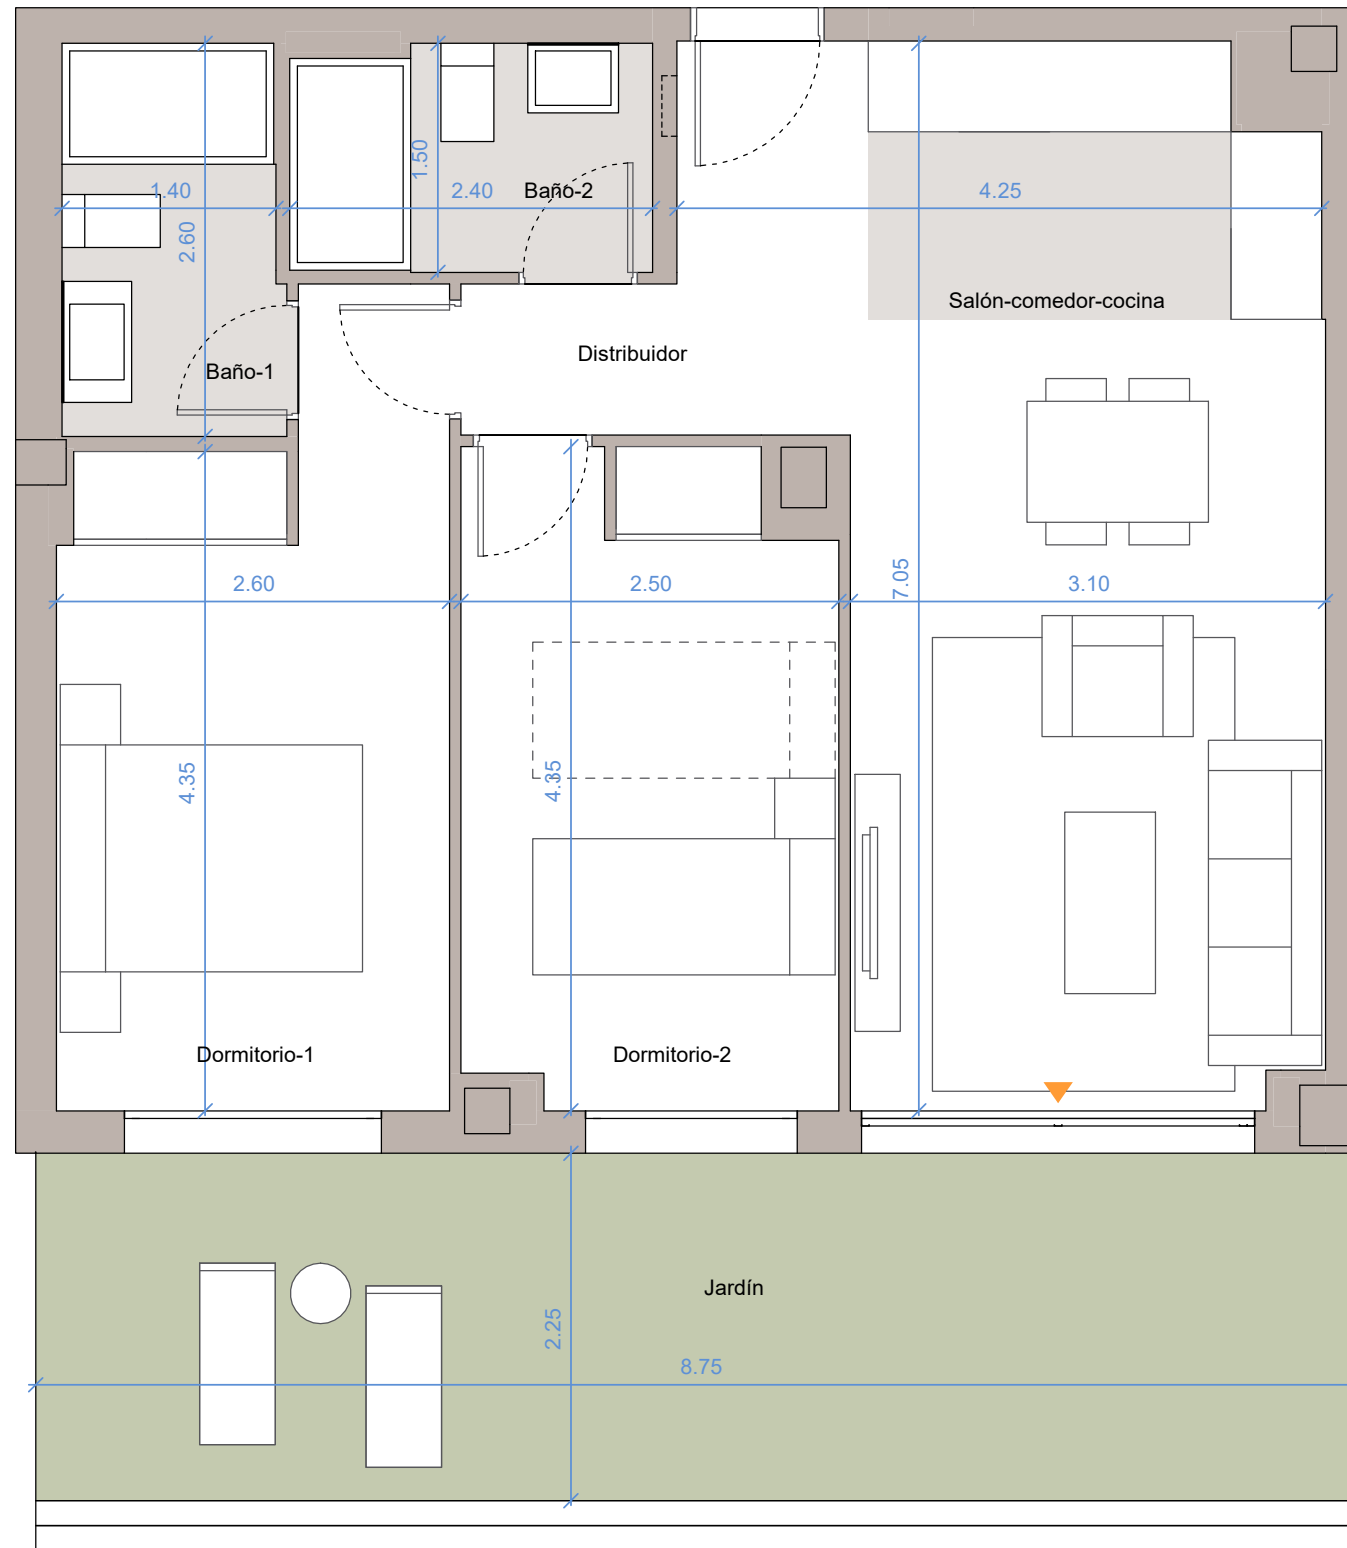 1.50
1.40
2.40
Baño-2
4.25
2.60
Salón-comedor-cocina
Distribuidor
Baño-1
2.60
2.50
7.05
3.10
4.35
4.35
Dormitorio-1
Dormitorio-2
Jardín
2.25
8.75